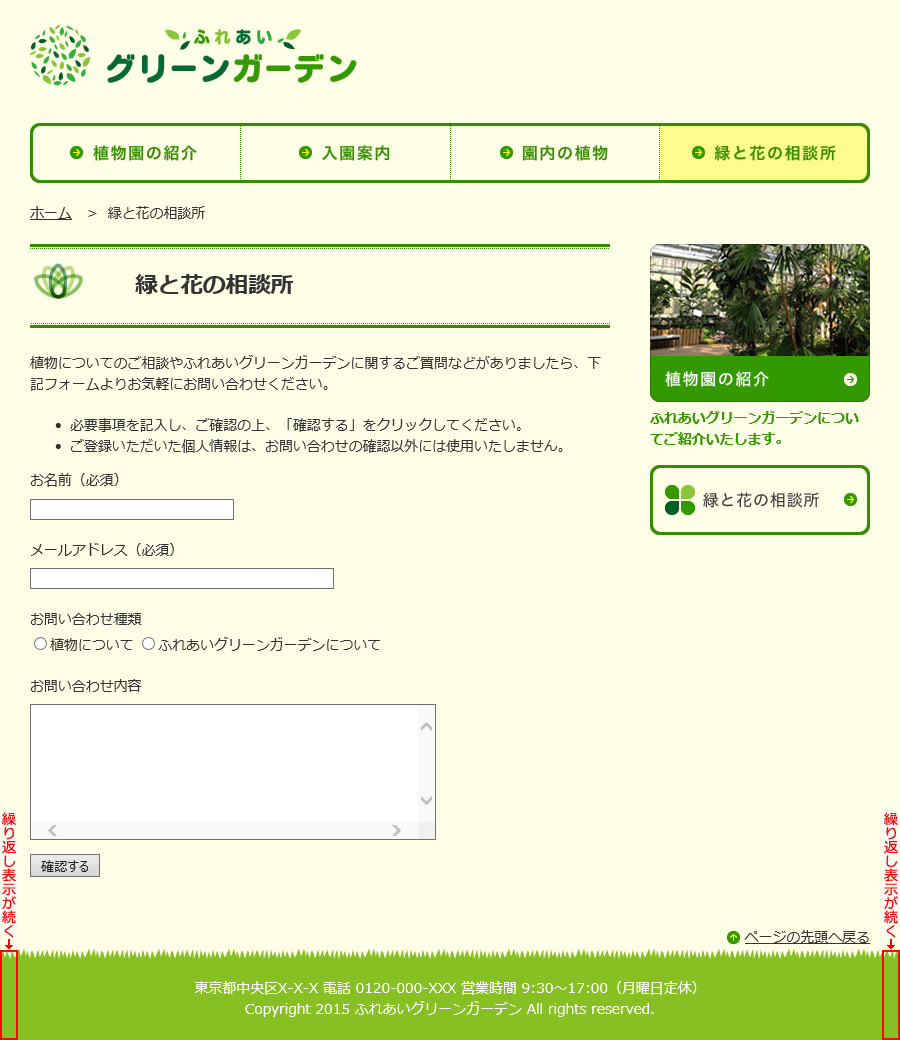 ふれあい
グリーンガーデン
植物園の紹介
入園案内
園内の植物
緑と花の相談所
ホーム > 緑と花の相談所
緑と花の相談所
植物についてのご相談やふれあいグリーンガーデンに関するご質問などがありましたら、下
記フォームよりお気軽にお問い合わせください。
• 必要事項を記入し、ご確認の上、「確認する」をクリックしてください。
• ご登録いただいた個人情報は、お問い合わせの確認以外には使用いたしません。
お名前（必須）
メールアドレス（必須）
お問い合わせ種類
植物について ふれあいグリーンガーデンについて
お問い合わせ内容
確認する
植物園の紹介
ふれあいグリーンガーデンについ
てご紹介いたします。
緑と花の相談所
繰り返し表示が続く
繰り返し表示が続く
ページの先頭へ戻る
東京都中央区X-X-X 電話 0120-000-XXX 営業時間 9:30～17:00（月曜日定休）
Copyright 2015 ふれあいグリーンガーデン All rights reserved.